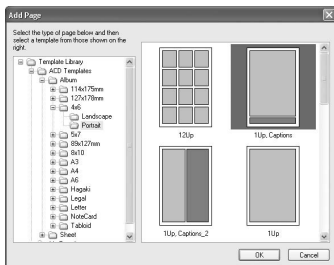 Add Page
Select the type of page below and then
select a template from those shown on the
right.
Template Library
ACD Templates
Album
114x175mm
127x178mm
4x6
Landscape
Portrait
5x7
89x127mm
8x10
A3
A4
A6
Hagaki
Legal
Letter
NoteCard
Tabloid
Sheet
12Up
1Up, Captions
1Up, Captions_2
1Up
OK
Cancel